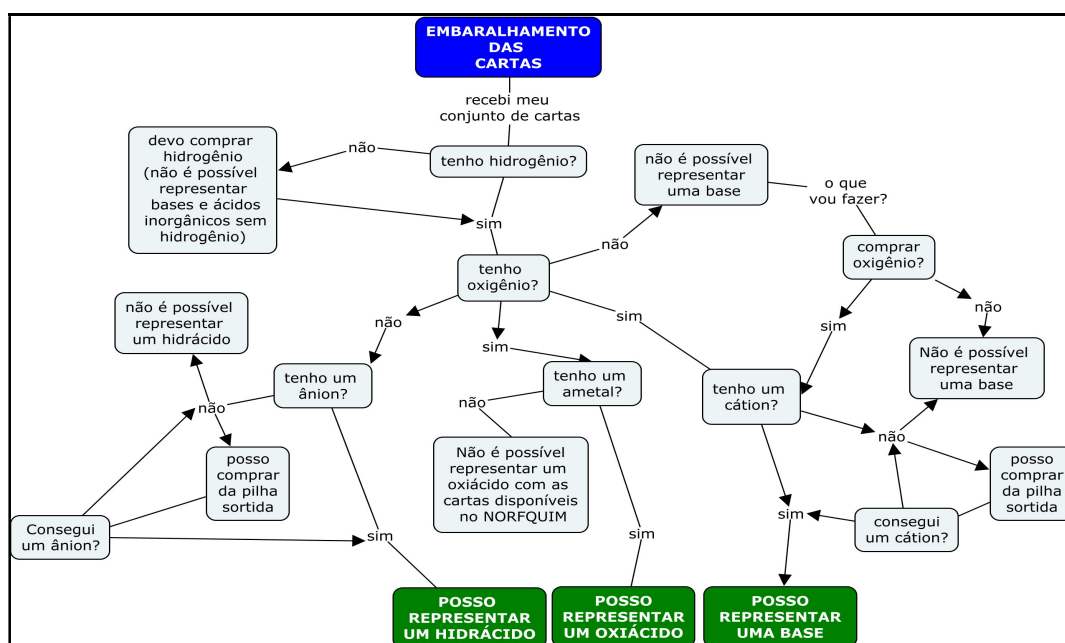 EMBARALHAMENTO
DAS
CARTAS
recebi meu
conjunto de cartas
devo comprar
hidrogênio
(não é possível
representar
bases e ácidos
inorgânicos sem
hidrogênio)
não
tenho hidrogênio?
não é possível
representar
uma base
o que
vou fazer?
sim
não
comprar
oxigênio?
tenho
oxigênio?
não é possível
representar
um hidrácido
não
sim
sim
sim
não
Não é possível
representar
uma base
tenho um
ânion?
tenho um
ametal?
tenho um
cátion?
não
não
não
posso
comprar
da pilha
sortida
Não é possível
representar um
oxiácido com as
cartas disponíveis
no NORFQUIM
posso
comprar
da pilha
sortida
Consegui
um ânion?
sim
sim
sim
consegui
um cátion?
POSSO
REPRESENTAR
UM HIDRÁCIDO
POSSO
REPRESENTAR
UM OXIÁCIDO
POSSO
REPRESENTAR
UMA BASE